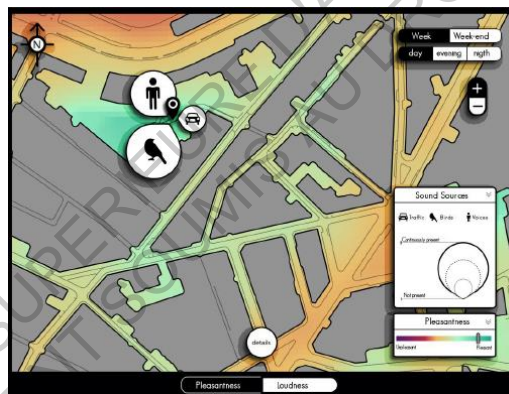 N
Week Week-end
day evening nigth
+
−
Sound Sources
Traffic Birds Voices
Continuously present
Not present
Pleasantness
Unpleasant Pleasant
details
Pleasantness Loudness